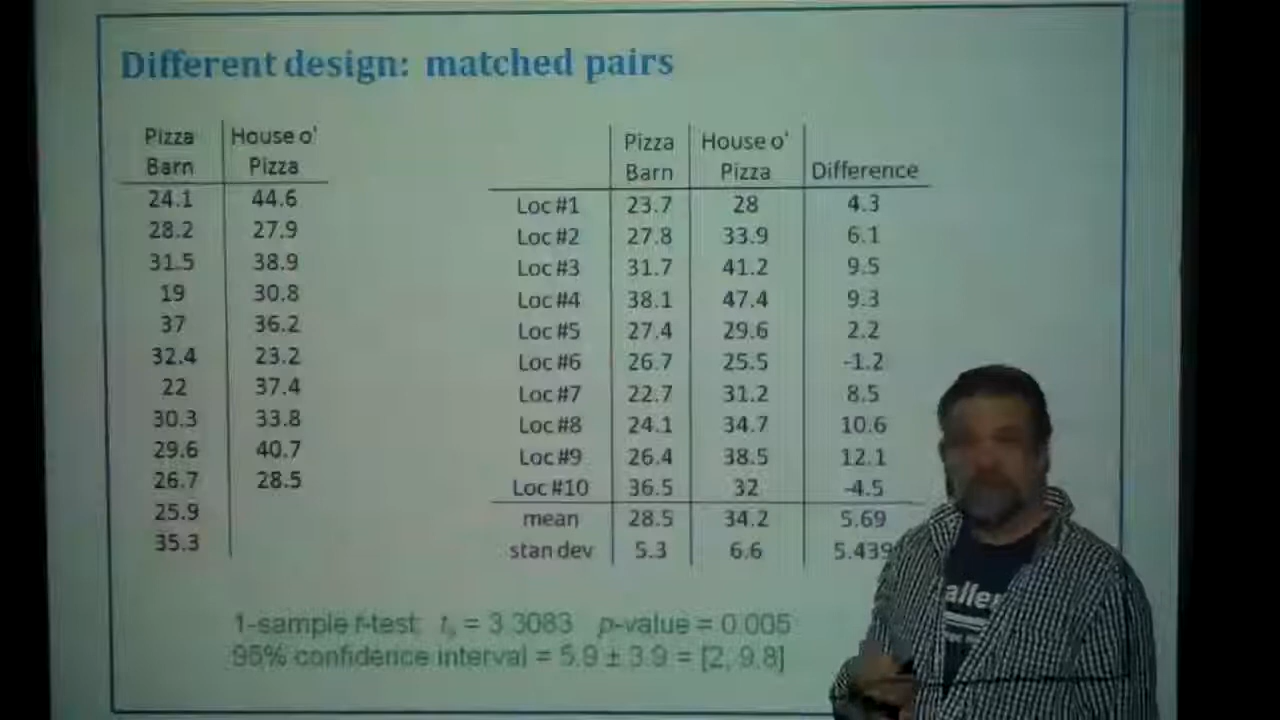 Different design: matched pairs
Pizza Barn | House o' Pizza
24.1 44.6
28.2 27.9
31.5 38.9
19 30.8
37 36.2
32.4 23.2
22 37.4
30.3 33.8
29.6 40.7
26.7 28.5
25.9
35.3
Pizza Barn | House o' Pizza | Difference
Loc #1 23.7 28 4.3
Loc #2 27.8 33.9 6.1
Loc #3 31.7 41.2 9.5
Loc #4 38.1 47.4 9.3
Loc #5 27.4 29.6 2.2
Loc #6 26.7 25.5 -1.2
Loc #7 22.7 31.2 8.5
Loc #8 24.1 34.7 10.6
Loc #9 26.4 38.5 12.1
Loc #10 36.5 32 -4.5
mean 28.5 34.2 5.69
stan dev 5.3 6.6 5.439
1-sample t-test: = 3.3083 p-value = 0.005
95% confidence interval = 5.9 ± 3.9 = [2, 9.8]